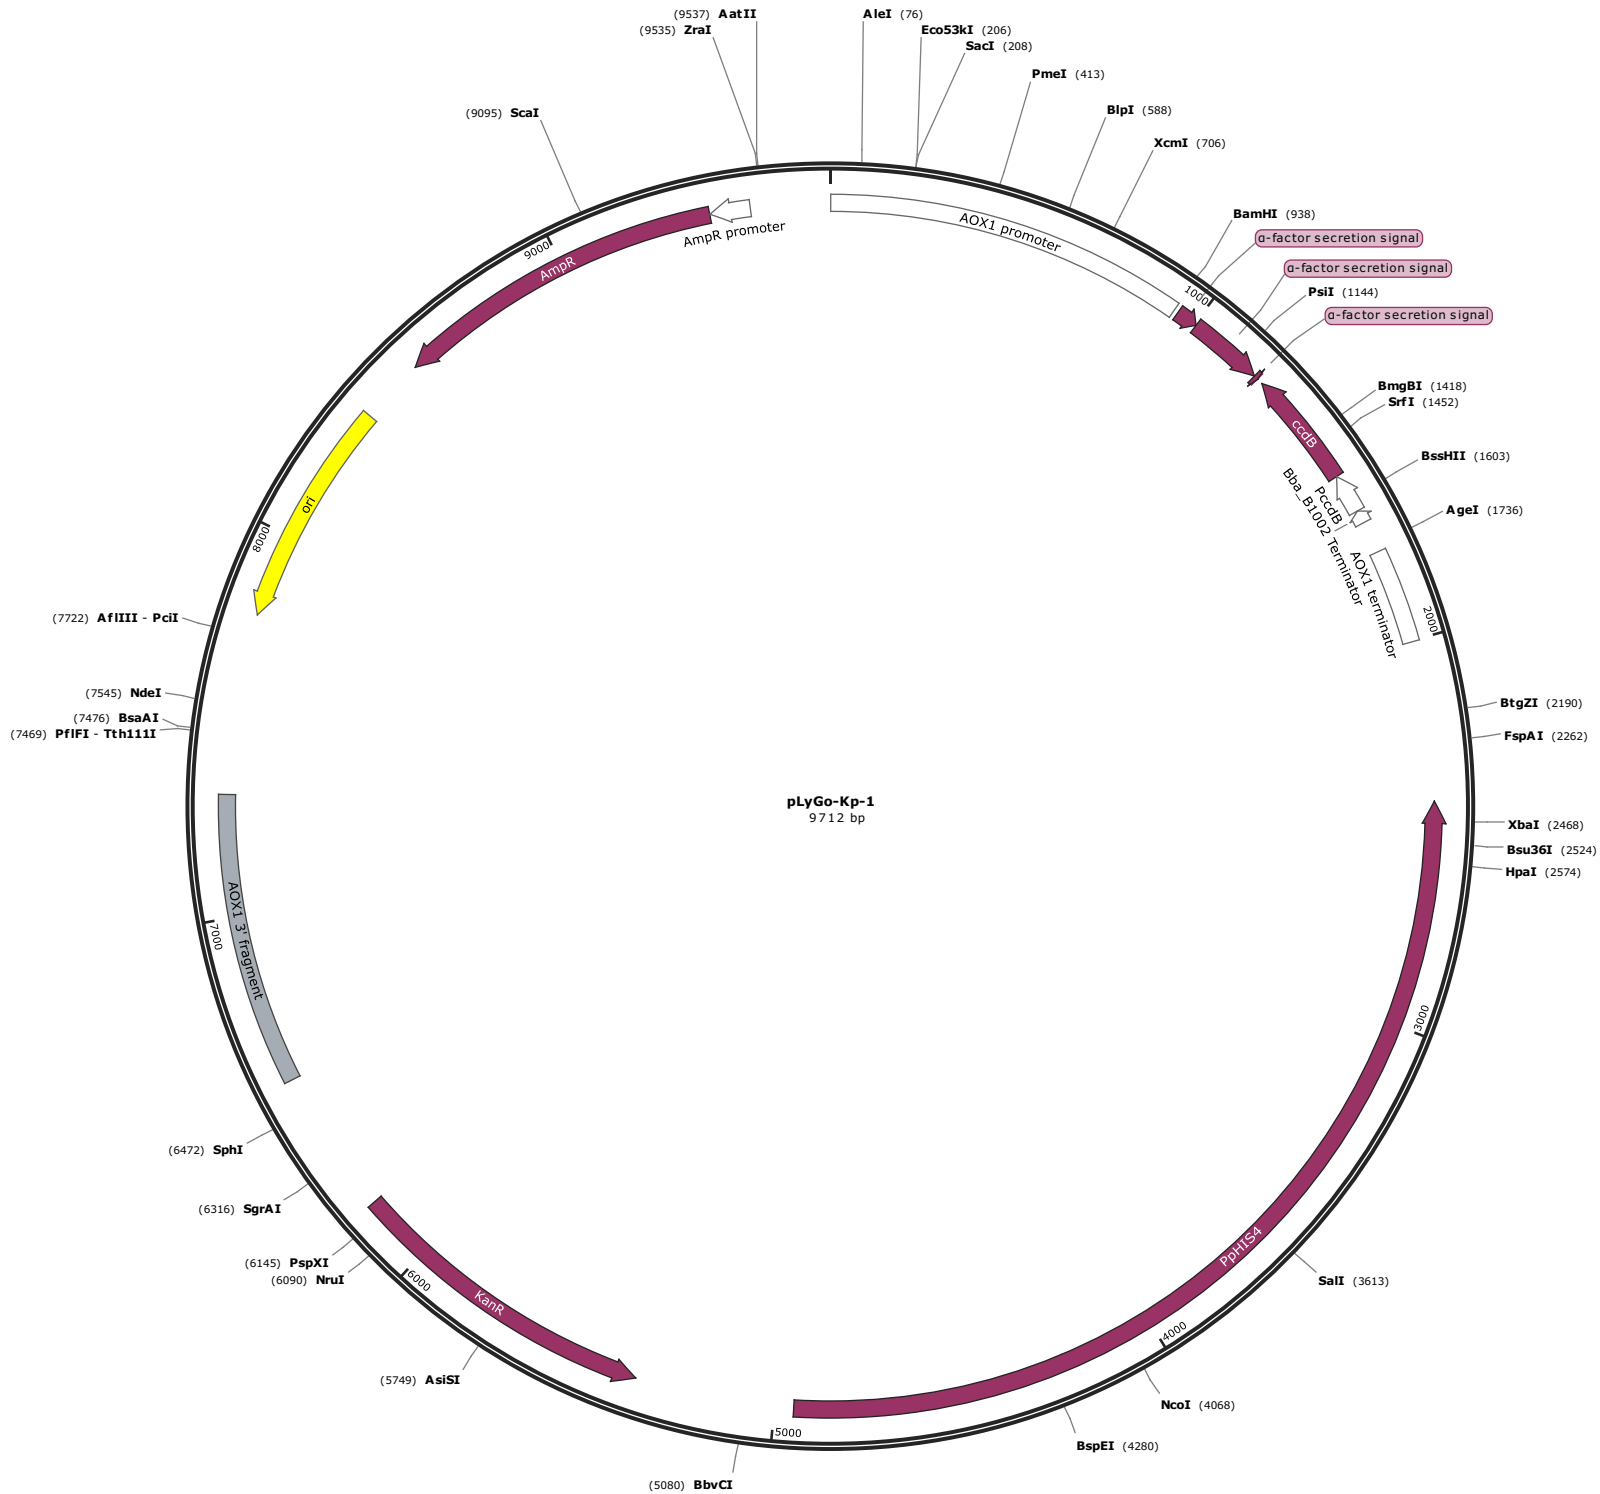 (9537) AatII
(9535) ZraI
(9095) ScaI
AleI (76)
Eco53kI (206)
SacI (208)
PmeI (413)
BlpI (588)
XcmI (706)
BamHI (938)
α-factor secretion signal
α-factor secretion signal
PsiI (1144)
α-factor secretion signal
BmgBI (1418)
SrfI (1452)
BssHII (1603)
AgeI (1736)
BtgZI (2190)
FspAI (2262)
XbaI (2468)
Bsu36I (2524)
HpaI (2574)
SalI (3613)
NcoI (4068)
BspEI (4280)
(5080) BbvCI
(5749) AsiSI
(6090) NruI
(6145) PspXI
(6316) SgrAI
(6472) SphI
(7469) PflFI - Tth111I
(7476) BsaAI
(7545) NdeI
(7722) AflIII - PciI
AOX1 promoter
ccdB
PccdB
Bba_B1002 Terminator
AOX1 terminator
PpHIS4
KanR
AOX1 3' fragment
ori
AmpR
AmpR promoter
1000
2000
3000
4000
5000
6000
7000
8000
9000
pLyGo-Kp-1
9712 bp